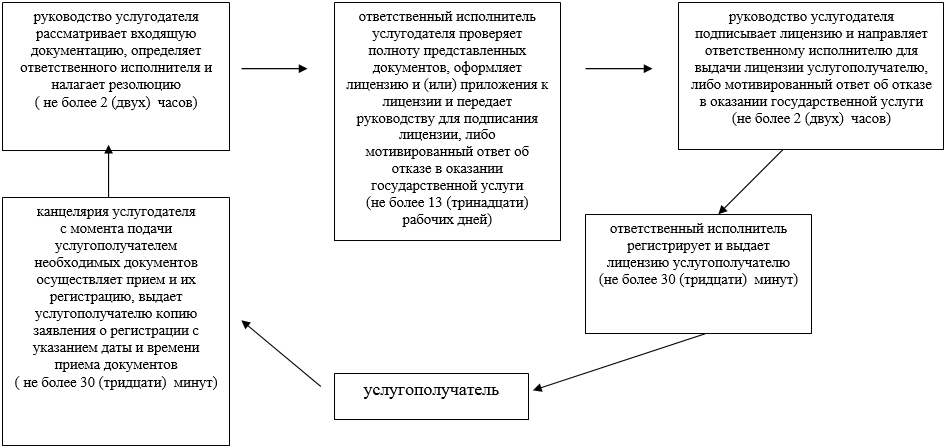 руководство услугодателя
рассматривает входящую
документацию, определяет
ответственного исполнителя и
налагает резолюцию
( не более 2 (двух) часов)
ответственный исполнитель
услугодателя проверяет
полноту представленных
документов, оформляет
лицензию и (или) приложения к
лицензии и передает
руководству для подписания
лицензии, либо
мотивированный ответ об
отказе в оказании
государственной услуги
(не более 13 (тринадцати)
рабочих дней)
руководство услугодателя
подписывает лицензию и направляет
ответственному исполнителю для
выдачи лицензии услугополучателю,
либо мотивированный ответ об отказе
в оказании государственной услуги
(не более 2 (двух) часов)
канцелярия услугодателя
с момента подачи
услугополучателем
необходимых документов
осуществляет прием и их
регистрацию, выдает
услугополучателю копию
заявления о регистрации с
указанием даты и времени
приема документов
( не более 30 (тридцати) минут)
ответственный исполнитель
регистрирует и выдает
лицензию услугополучателю
(не более 30 (тридцати) минут)
услугополучатель